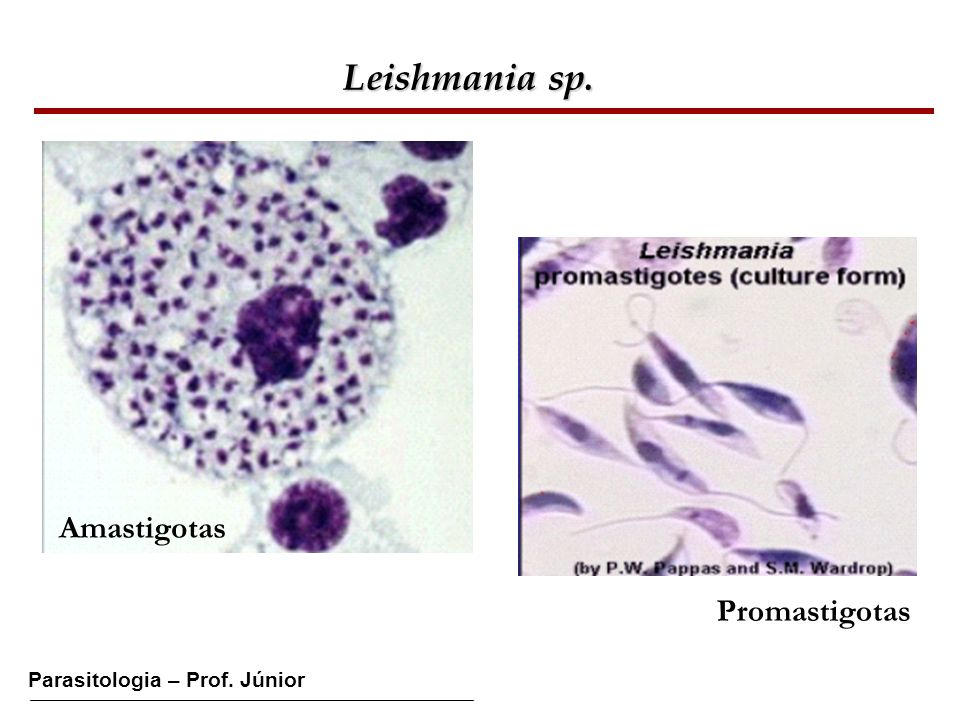 Leishmania sp.
Amastigotas
Leishmania
promastigotes (culture form)
(by P.W. Pappas and S.M. Wardrop)
Promastigotas
Parasitologia – Prof. Júnior